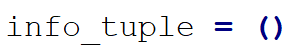 info_tuple = ()